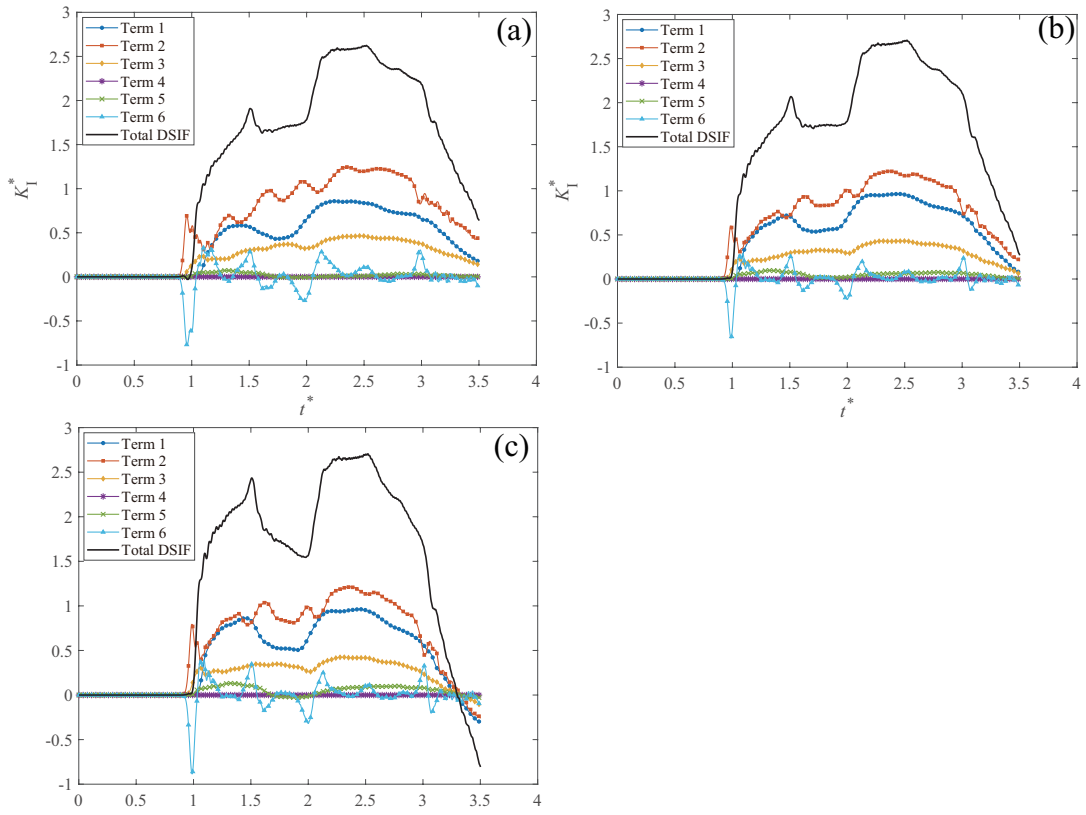 (a)
3
2.5
2
1.5
1
0.5
0
-0.5
-1
K*I
Term 1
Term 2
Term 3
Term 4
Term 5
Term 6
Total DSIF
0 0.5 1 1.5 2 2.5 3 3.5 4
t*
(b)
3
2.5
2
1.5
1
0.5
0
-0.5
-1
K*I
Term 1
Term 2
Term 3
Term 4
Term 5
Term 6
Total DSIF
0 0.5 1 1.5 2 2.5 3 3.5 4
t*
(c)
3
2.5
2
1.5
1
0.5
0
-0.5
-1
Term 1
Term 2
Term 3
Term 4
Term 5
Term 6
Total DSIF
0 0.5 1 1.5 2 2.5 3 3.5 4